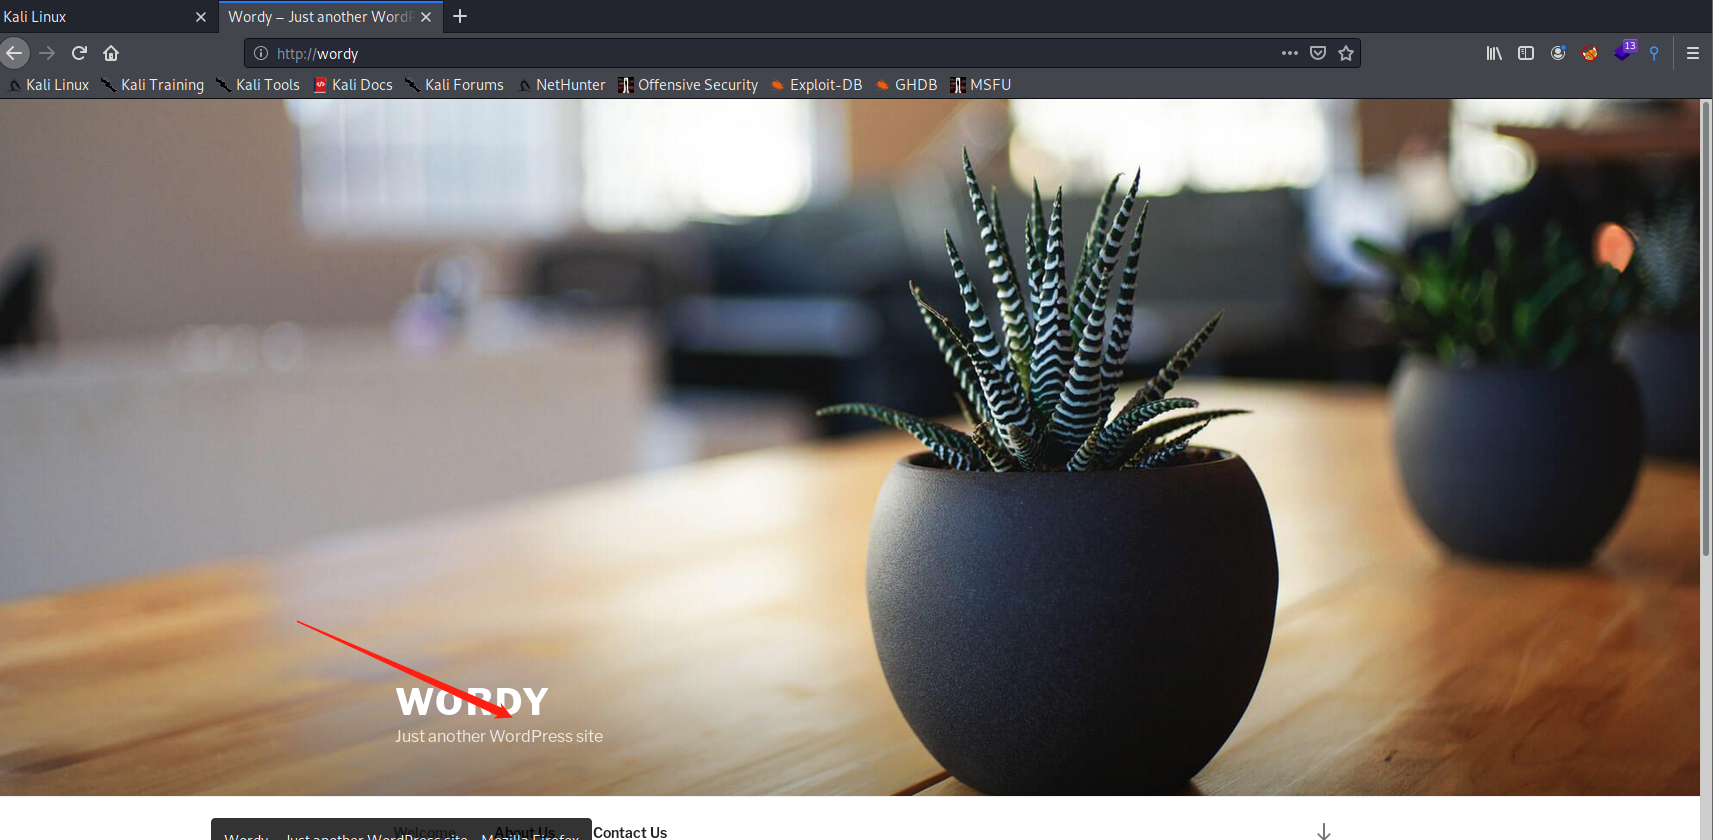 Kali Linux
Wordy – Just another WordP
http://wordy
13
Kali Linux Kali Training Kali Tools Kali Docs Kali Forums NetHunter Offensive Security Exploit-DB GHDB MSFU
WORDY
Just another WordPress site
Welcome About Us Contact Us
Wordy – Just another WordPress site – Mozilla Firefox